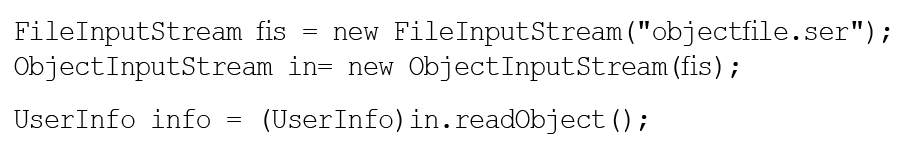 FileInputStream fis = new FileInputStream("objectfile.ser");
ObjectInputStream in= new ObjectInputStream(fis);
UserInfo info = (UserInfo)in.readObject();